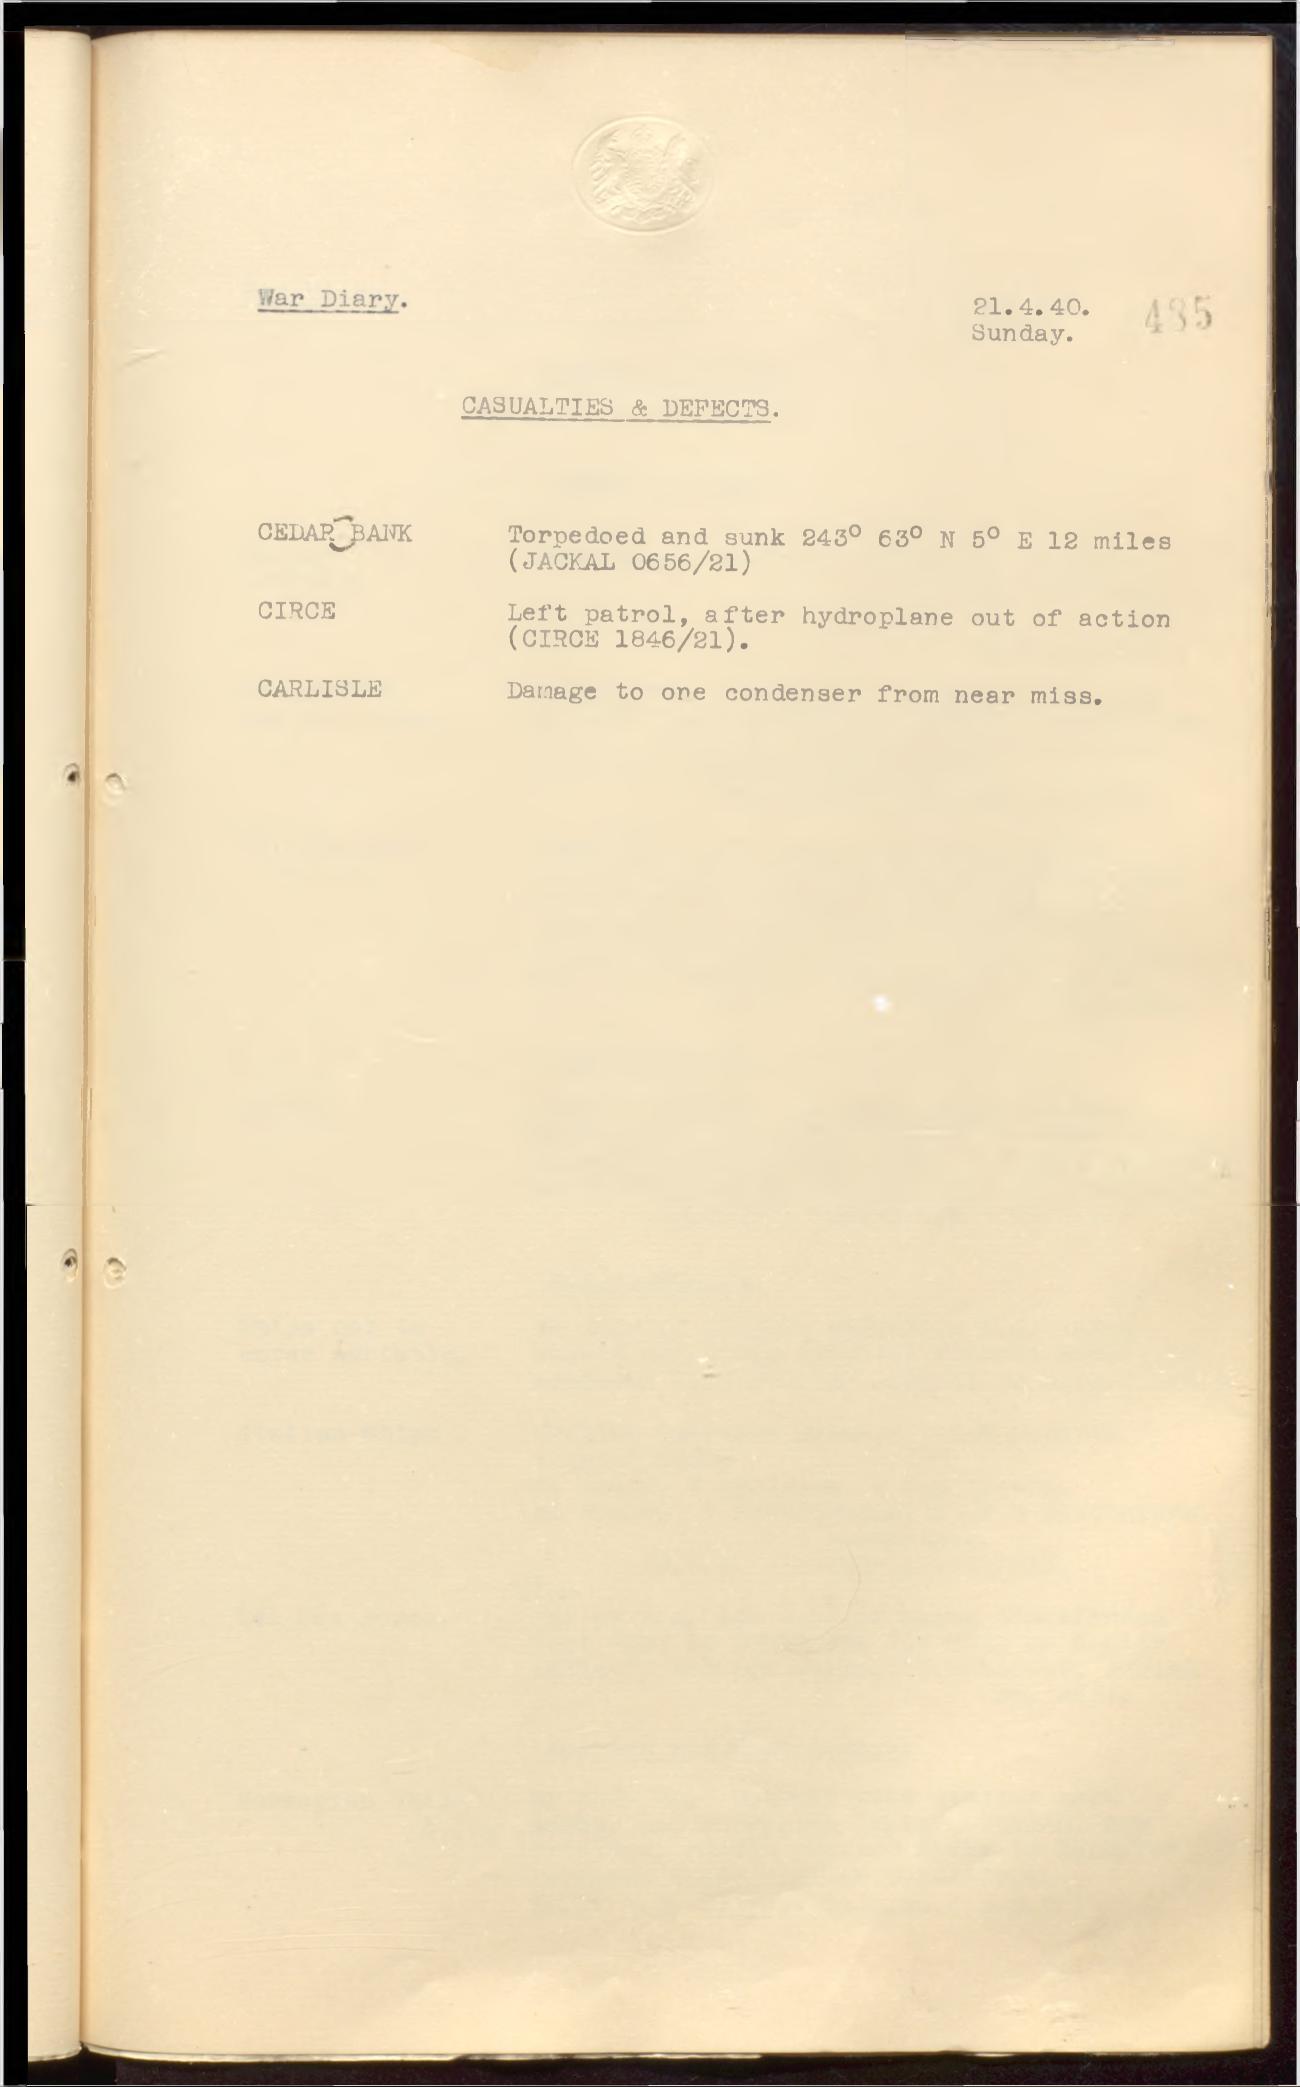 War Diary.
21.4.40.
Sunday.
485
CASUALTIES & DEFECTS.
CEDAR BANK Torpedoed and sunk 243° 63° N 5° E 12 miles
(JACKAL 0656/21)
CIRCE Left patrol, after hydroplane out of action
(CIRCE 1846/21).
CARLISLE Damage to one condenser from near miss.